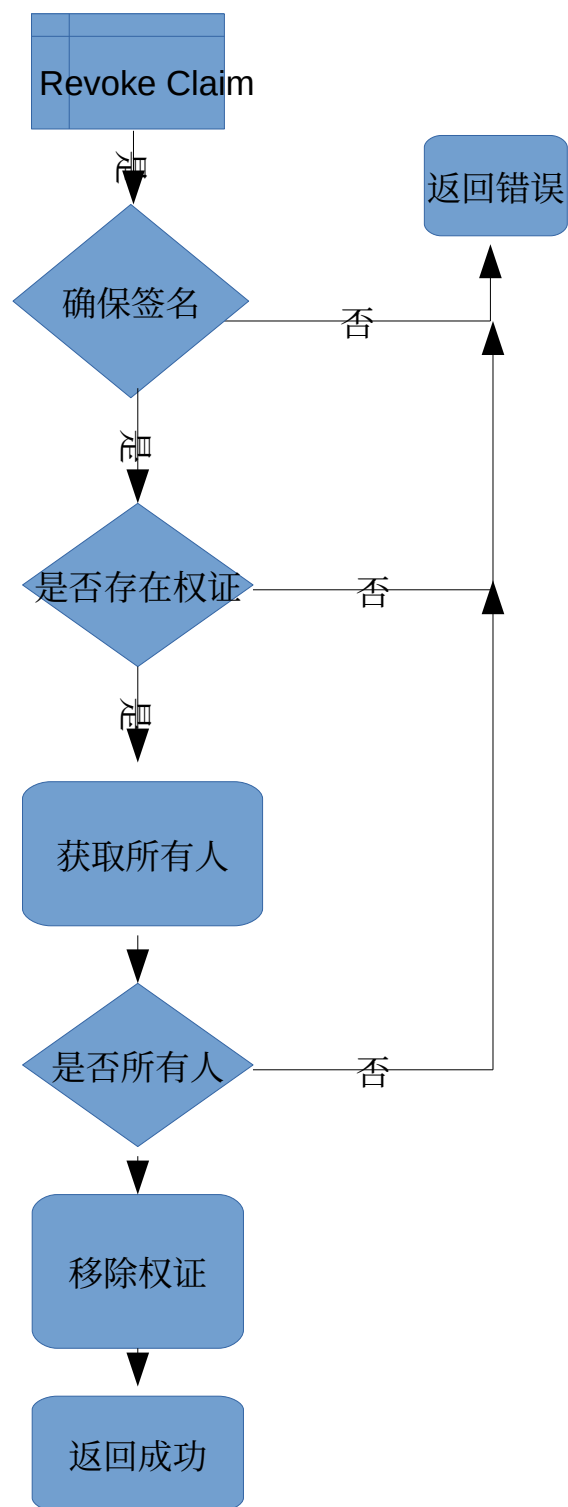 Revoke Claim
是
返回错误
确保签名
否
是
是否存在权证
否
是
获取所有人
是否所有人
否
移除权证
返回成功